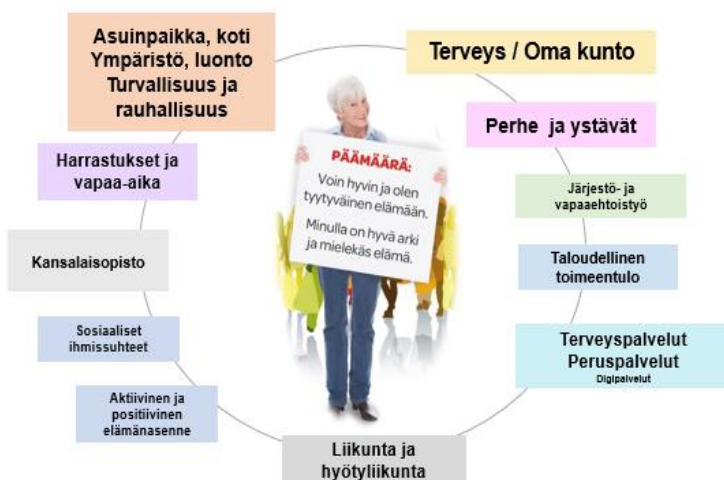 Asuinpaikka, koti
Ympäristö, luonto
Turvallisuus ja
rauhallisuus
Terveys / Oma kunto
Perhe ja ystävät
Järjestö- ja
vapaaehtoistyö
Taloudellinen
toimeentulo
Terveyspalvelut
Peruspalvelut
Digipalvelut
Liikunta ja
hyötyliikunta
Aktiivinen ja
positiivinen
elämänasenne
Sosiaaliset
ihmissuhteet
Kansalaisopisto
Harrastukset ja
vapaa-aika
PÄÄMÄÄRÄ:
Voin hyvin ja olen
tyytyväinen elämään.
Minulla on hyvä arki
ja mielekäs elämä.